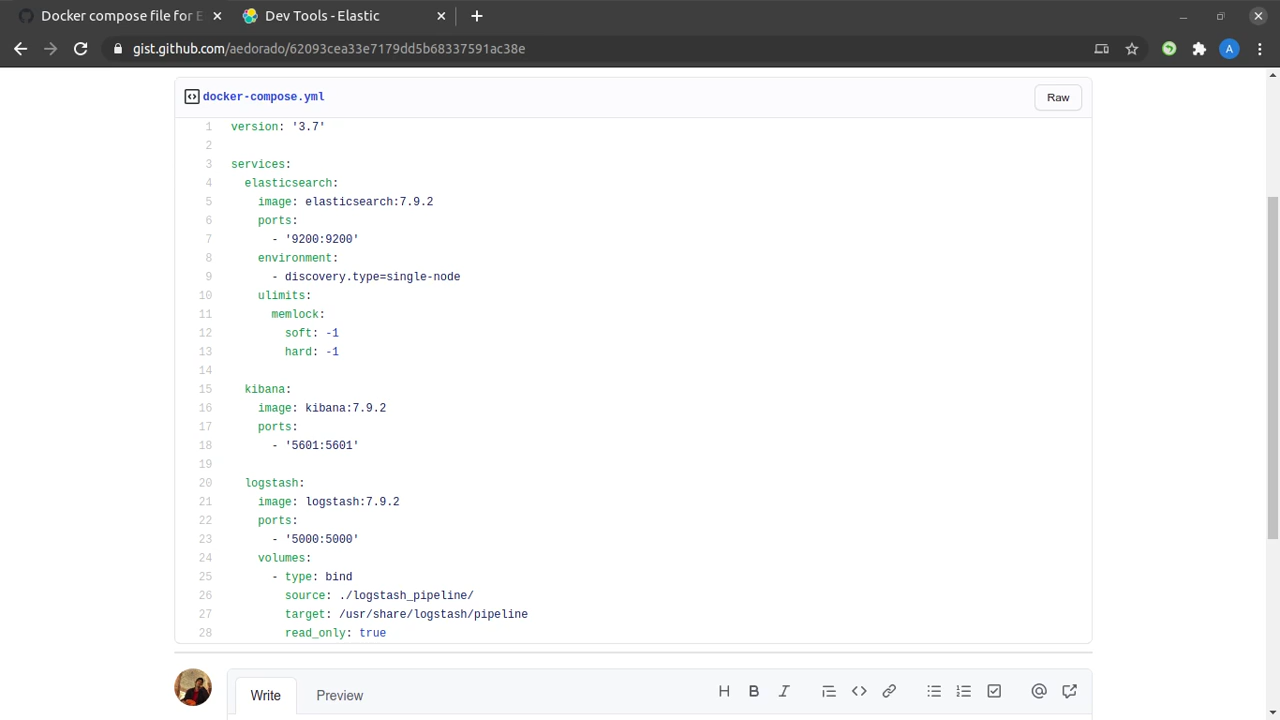 Docker compose file for E
Dev Tools - Elastic
gist.github.com/aedorado/62093cea33e7179dd5b68337591ac38e
A
docker-compose.yml
Raw
1 version: '3.7'
2
3 services:
4   elasticsearch:
5     image: elasticsearch:7.9.2
6     ports:
7       - '9200:9200'
8     environment:
9       - discovery.type=single-node
10     ulimits:
11       memlock:
12         soft: -1
13         hard: -1
14
15   kibana:
16     image: kibana:7.9.2
17     ports:
18       - '5601:5601'
19
20   logstash:
21     image: logstash:7.9.2
22     ports:
23       - '5000:5000'
24     volumes:
25       - type: bind
26         source: ./logstash_pipeline/
27         target: /usr/share/logstash/pipeline
28         read_only: true
Write Preview